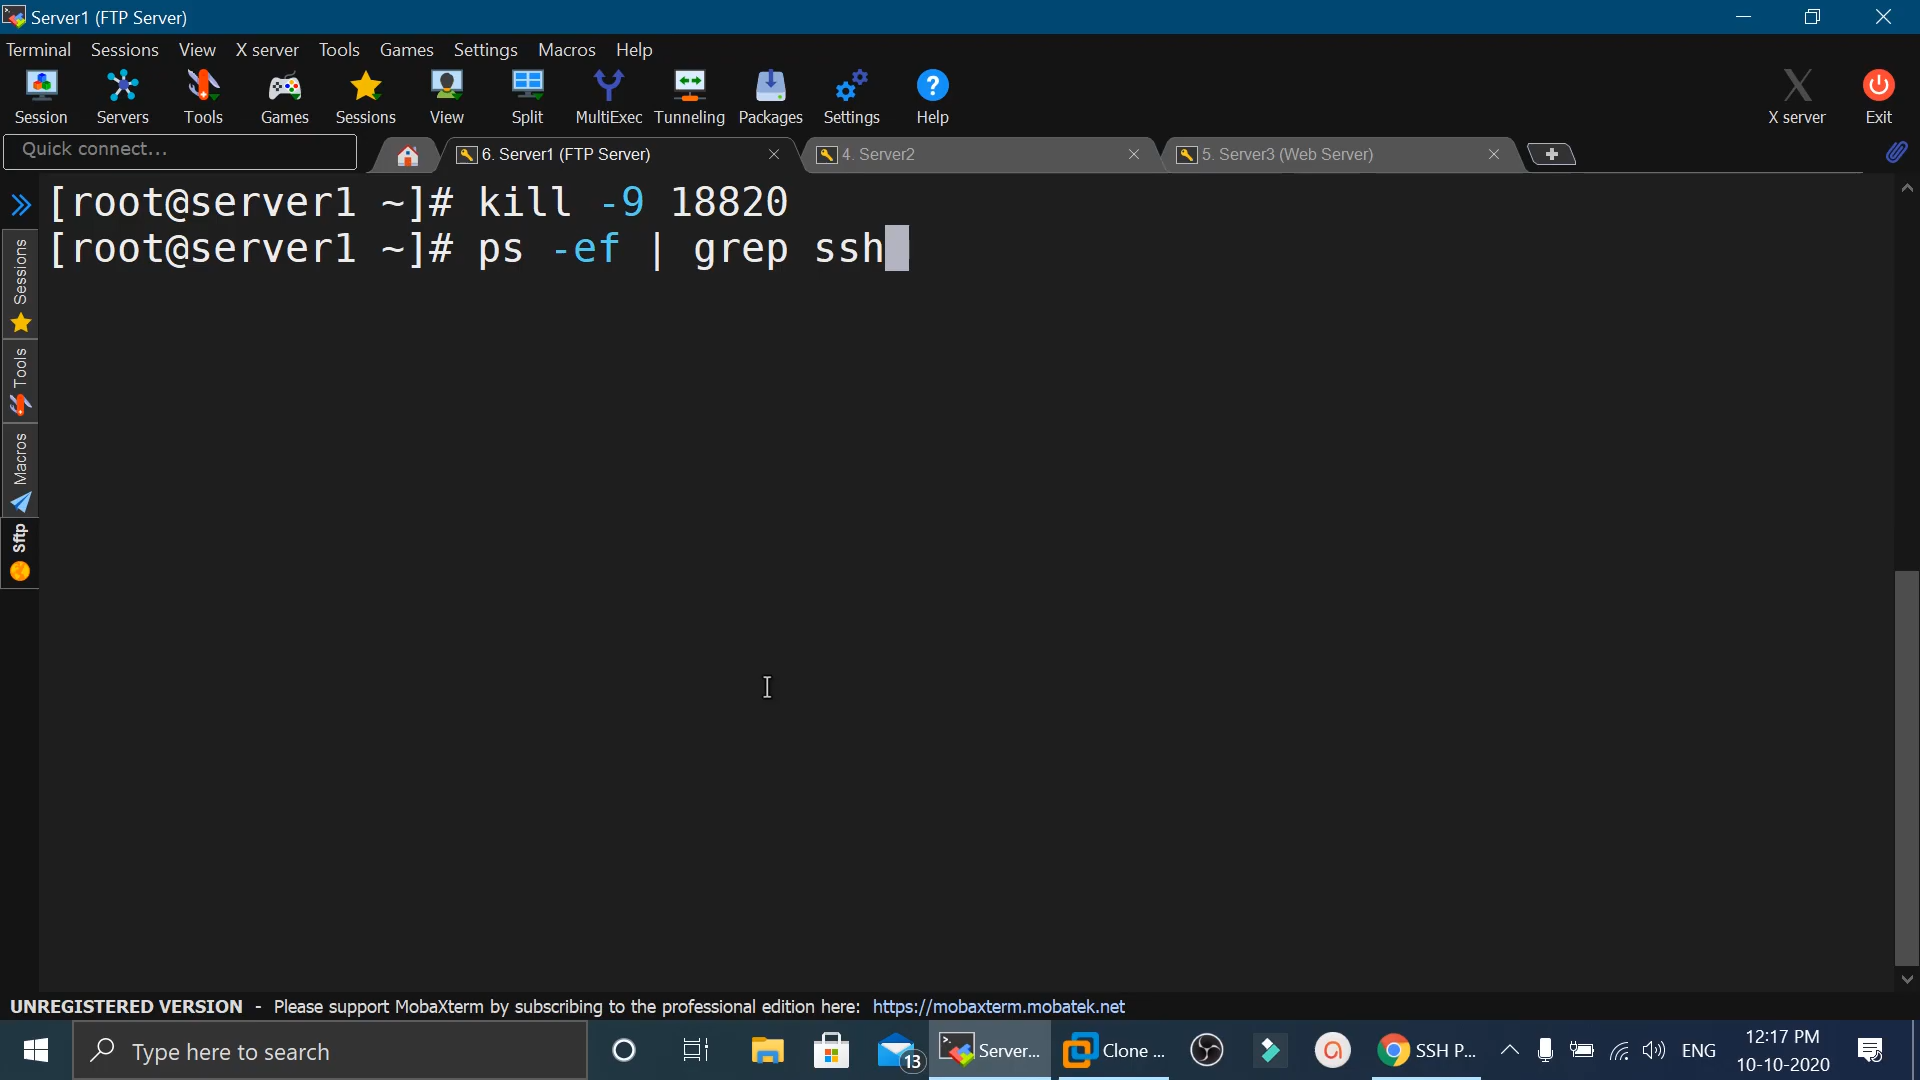 Server1 (FTP Server)
Terminal Sessions View X server Tools Games Settings Macros Help
Session Servers Tools Games Sessions View Split MultiExec Tunneling Packages Settings Help X server Exit
Quick connect...
6. Server1 (FTP Server)
4. Server2
5. Server3 (Web Server)
[root@server1 ~]# kill -9 18820
[root@server1 ~]# ps -ef | grep ssh
Sessions
Tools
Macros
Sftp
UNREGISTERED VERSION - Please support MobaXterm by subscribing to the professional edition here: https://mobaxterm.mobatek.net
Type here to search
13
Server...
Clone ...
SSH P...
ENG
12:17 PM
10-10-2020